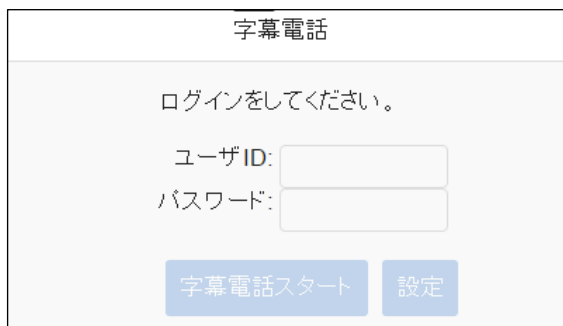 字幕電話
ログインをしてください。
ユーザID:
パスワード:
字幕電話スタート 設定